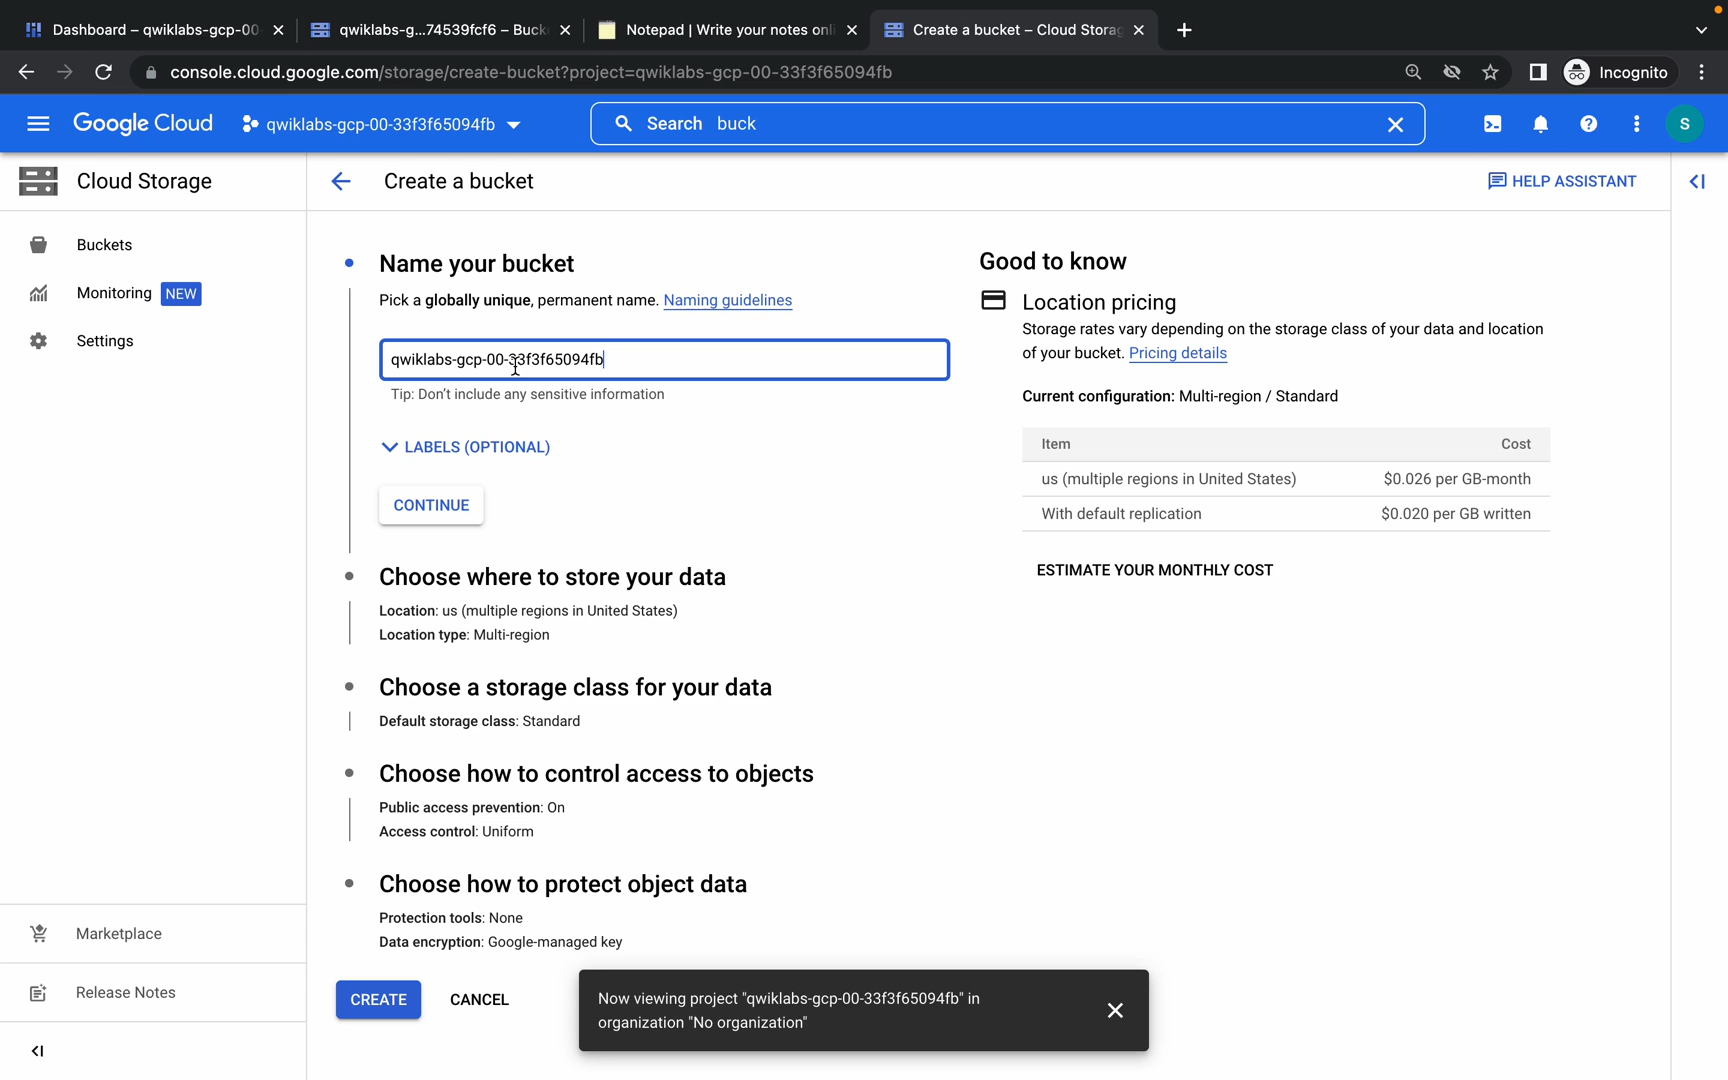 Dashboard – qwiklabs-gcp-00
qwiklabs-g...74539fcf6 – Buck
Notepad | Write your notes onli
Create a bucket – Cloud Storag
console.cloud.google.com/storage/create-bucket?project=qwiklabs-gcp-00-33f3f65094fb
Incognito
Google Cloud
qwiklabs-gcp-00-33f3f65094fb
Search buck
S
Cloud Storage
Create a bucket
HELP ASSISTANT
Buckets
Monitoring NEW
Settings
Marketplace
Release Notes
Name your bucket
Pick a globally unique, permanent name. Naming guidelines
qwiklabs-gcp-00-33f3f65094fb
Tip: Don't include any sensitive information
LABELS (OPTIONAL)
CONTINUE
Choose where to store your data
Location: us (multiple regions in United States)
Location type: Multi-region
Choose a storage class for your data
Default storage class: Standard
Choose how to control access to objects
Public access prevention: On
Access control: Uniform
Choose how to protect object data
Protection tools: None
Data encryption: Google-managed key
CREATE
CANCEL
Good to know
Location pricing
Storage rates vary depending on the storage class of your data and location
of your bucket. Pricing details
Current configuration: Multi-region / Standard
Item Cost
us (multiple regions in United States) $0.026 per GB-month
With default replication $0.020 per GB written
ESTIMATE YOUR MONTHLY COST
Now viewing project "qwiklabs-gcp-00-33f3f65094fb" in
organization "No organization"